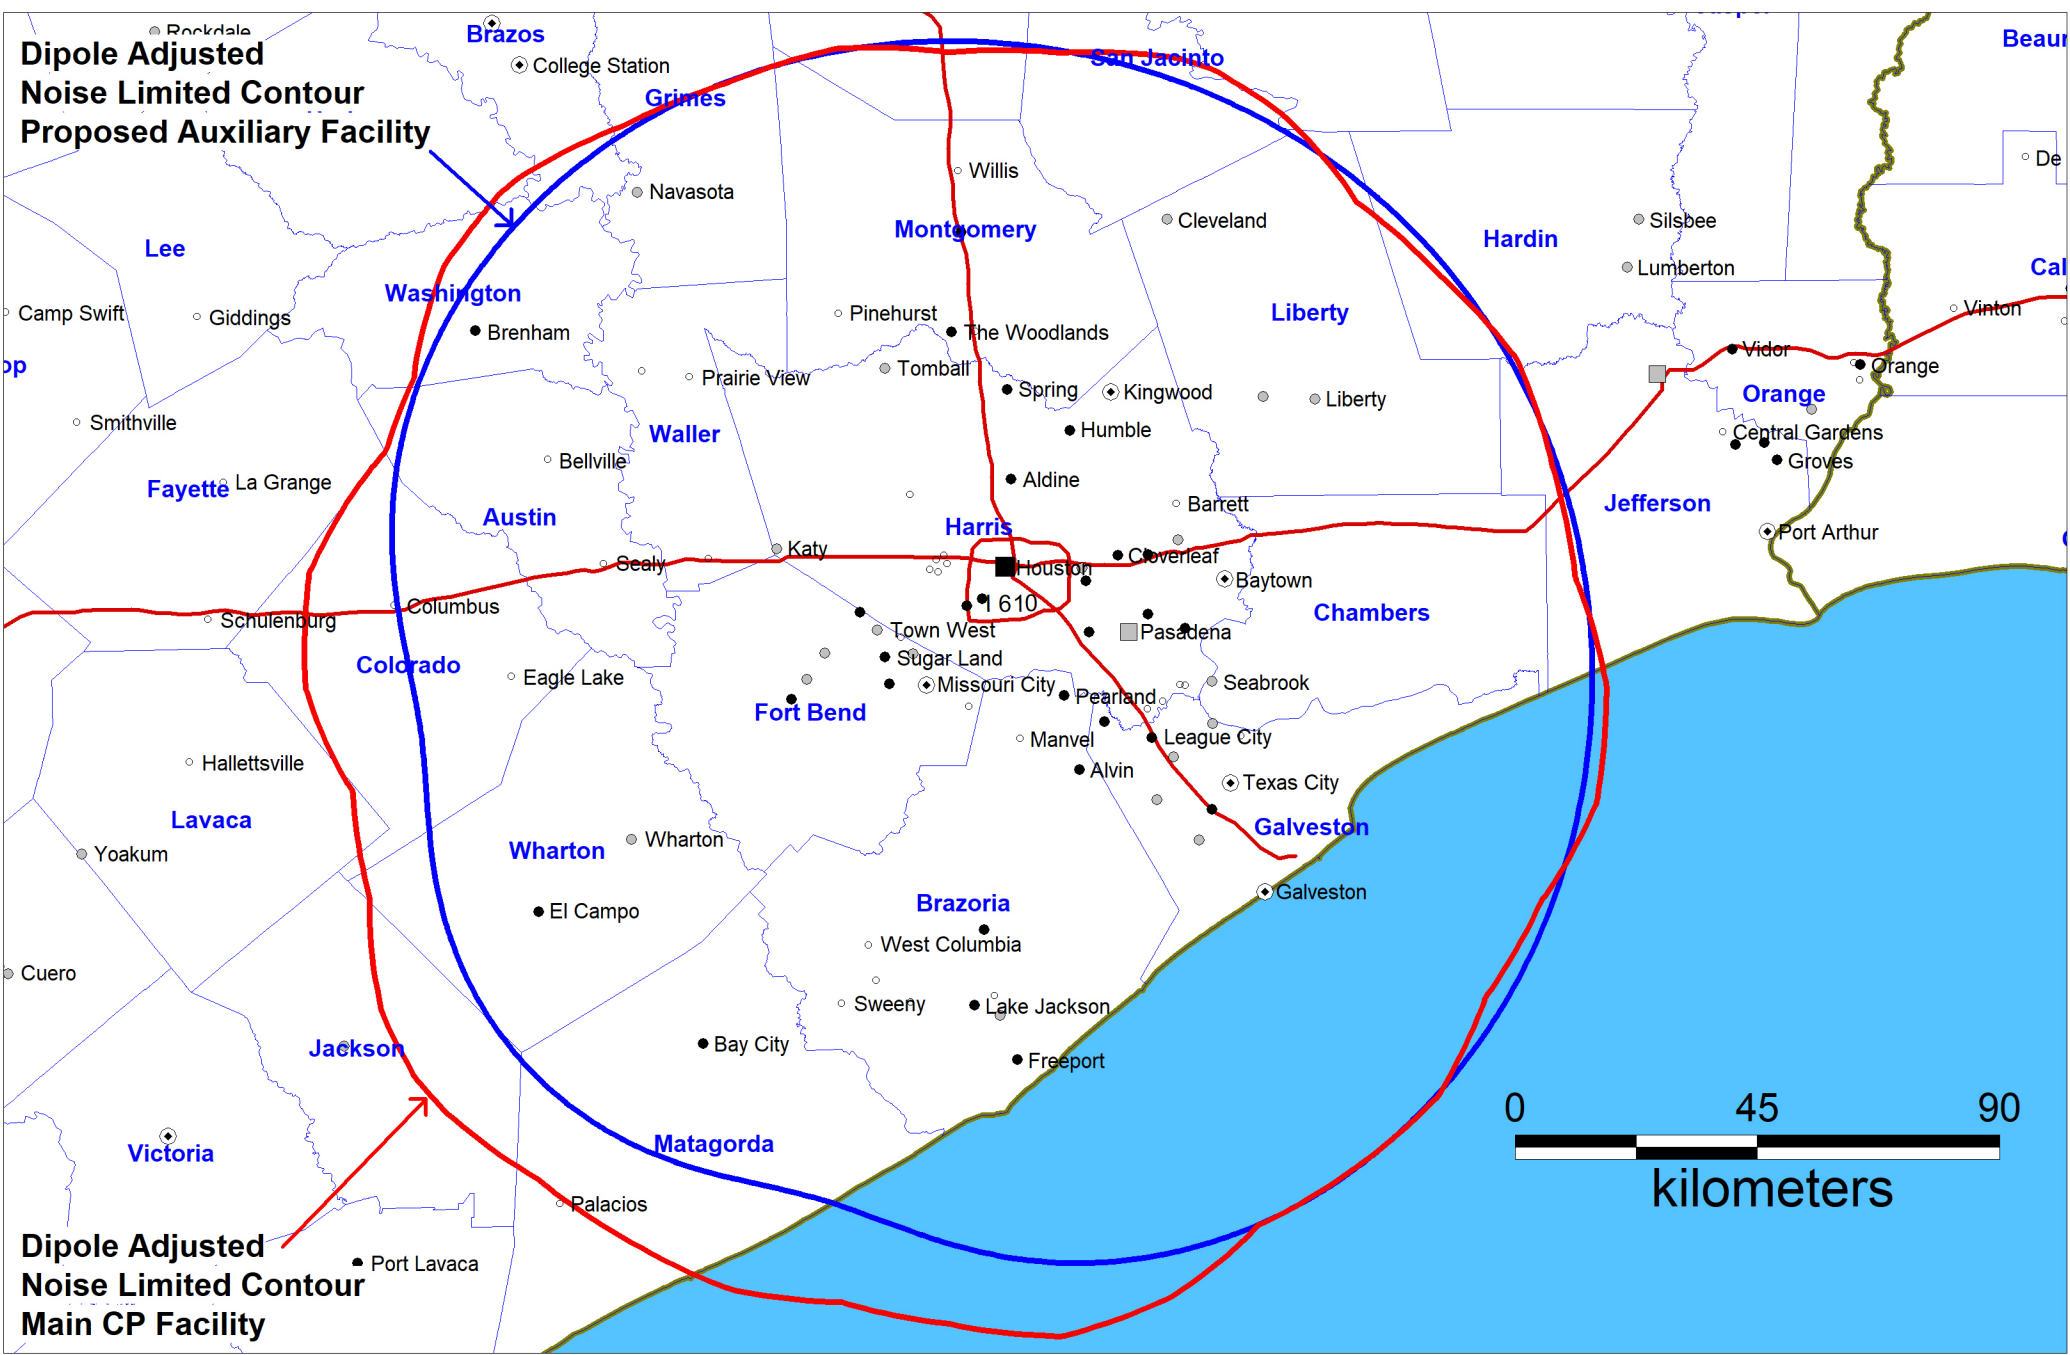 Rockdale
Brazos
Beaur
Dipole Adjusted
Noise Limited Contour
Proposed Auxiliary Facility
College Station
San Jacinto
Grimes
De
Willis
Navasota
Cleveland
Silsbee
Montgomery
Hardin
Lee
Lumberton
Cal
Washington
Camp Swift
Giddings
Pinehurst
Liberty
Vinton
Brenham
The Woodlands
Vidor
op
Tomball
Orange
Prairie View
Spring
Kingwood
Liberty
Orange
Smithville
Waller
Humble
Central Gardens
Bellville
Groves
La Grange
Fayette
Aldine
Barrett
Jefferson
Austin
Harris
Port Arthur
Katy
Cloverleaf
Sealy
Houston
Baytown
Columbus
I 610
Chambers
Schulenburg
Town West
Pasadena
Colorado
Sugar Land
Eagle Lake
Missouri City
Seabrook
Pearland
Fort Bend
Manvel
League City
Hallettsville
Alvin
Texas City
Lavaca
Galveston
Wharton
Wharton
Yoakum
Galveston
El Campo
Brazoria
West Columbia
Cuero
Sweeny
Lake Jackson
Jackson
Bay City
Freeport
0 45 90
kilometers
Matagorda
Victoria
Palacios
Dipole Adjusted
Noise Limited Contour
Main CP Facility
Port Lavaca